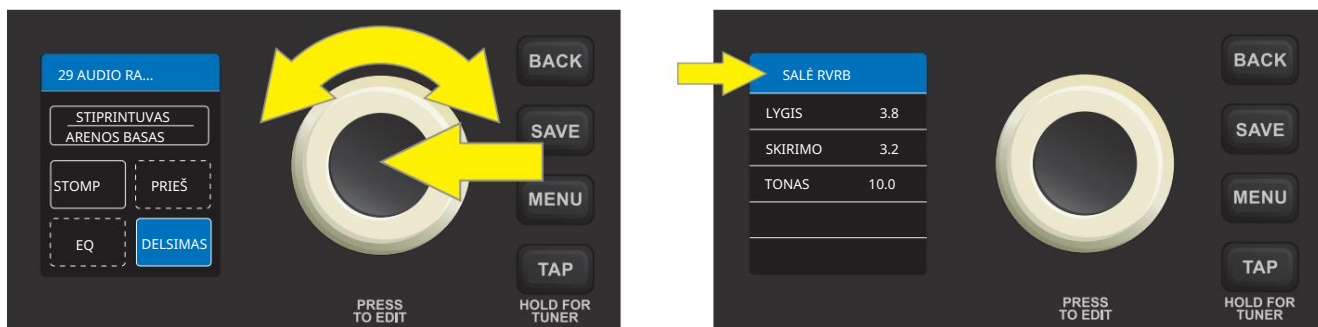 29 AUDIO RA...
STIPRINTUVAS
ARENOS BASAS
STOMP
PRIEŠ
EQ
DELSIMAS
BACK
SAVE
MENU
TAP
PRESS
TO EDIT
HOLD FOR
TUNER
SALĖ RVRB
LYGIS 3.8
SKIRIMO 3.2
TONAS 10.0
BACK
SAVE
MENU
TAP
PRESS
TO EDIT
HOLD FOR
TUNER